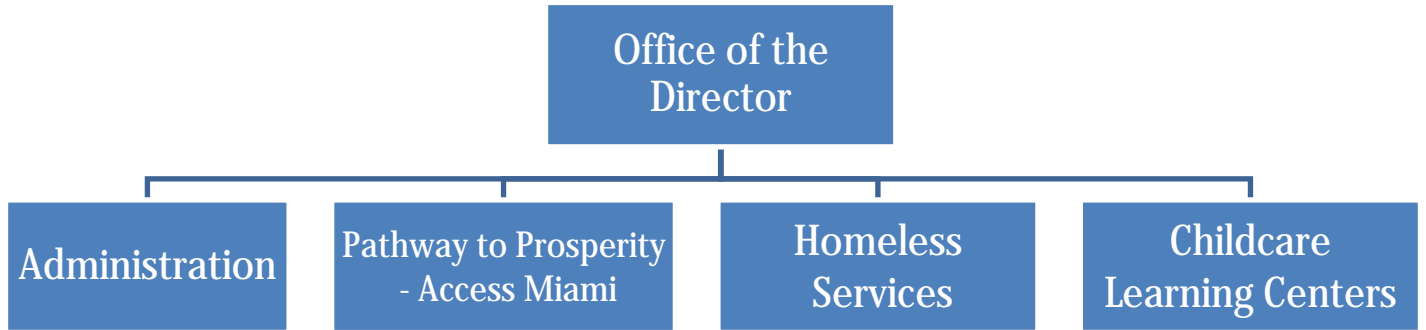 Office of the
Director
Administration
Pathway to Prosperity
- Access Miami
Homeless
Services
Childcare
Learning Centers